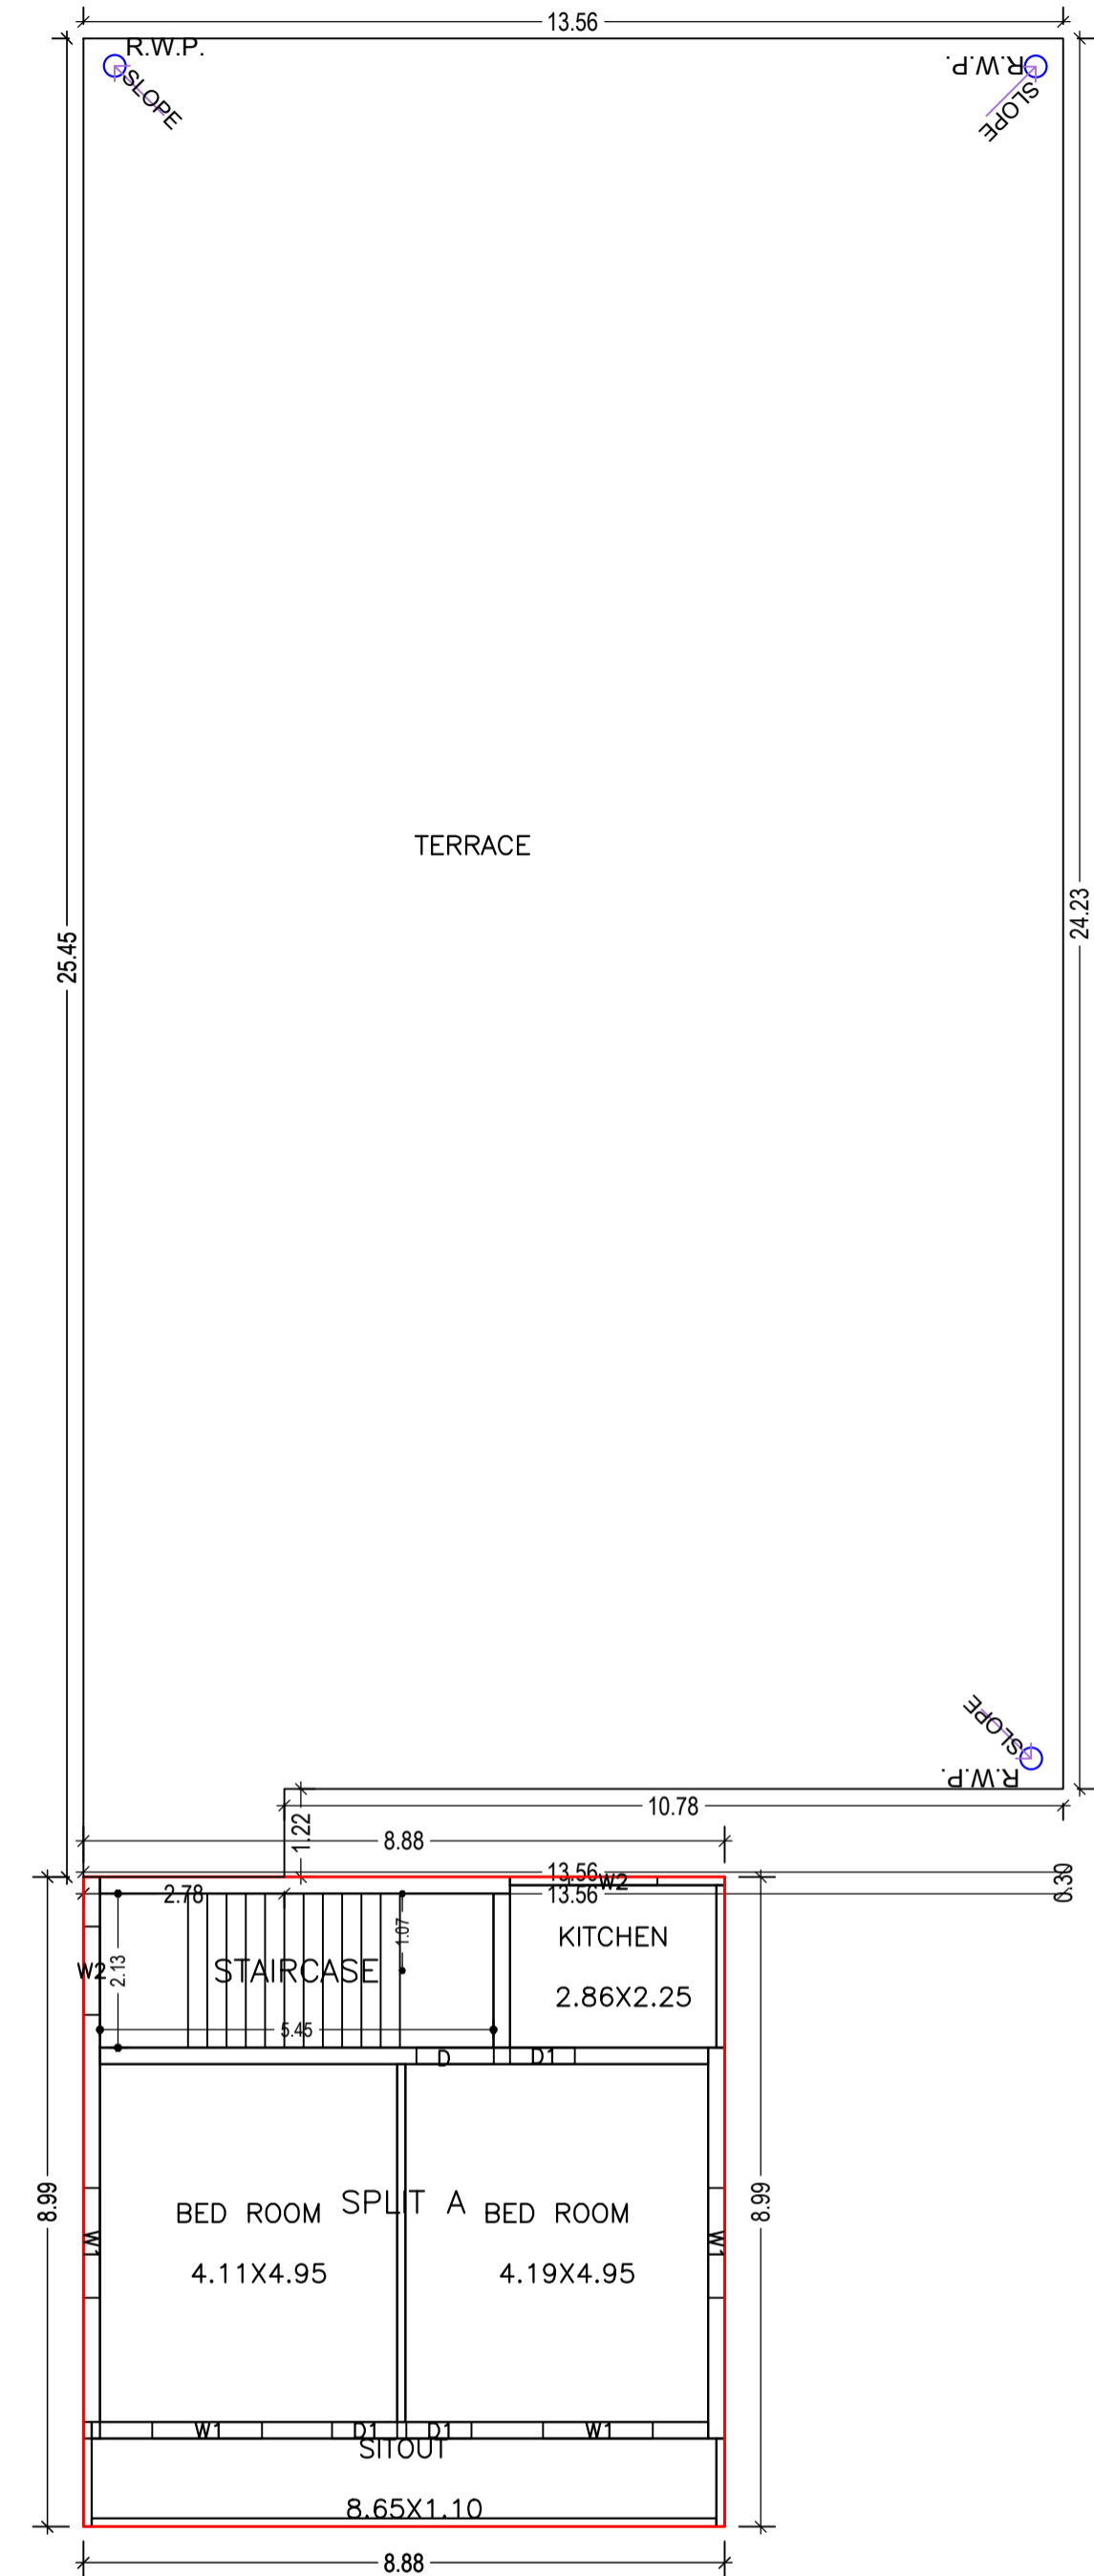 13.56
R.W.P.
R.W.P.
SLOPE
SLOPE
TERRACE
24.23
25.45
SLOPE
R.W.P.
10.78
1.22
8.88
13.56
0.30
W2
2.78
13.56
1.07
KITCHEN
2.13
W2
STAIRCASE
2.86X2.25
5.45
D
D1
8.99
8.99
SPLIT A
BED ROOM
BED ROOM
W1
W1
4.11X4.95
4.19X4.95
W1
D1
D1
W1
SITOUT
8.65X1.10
8.88